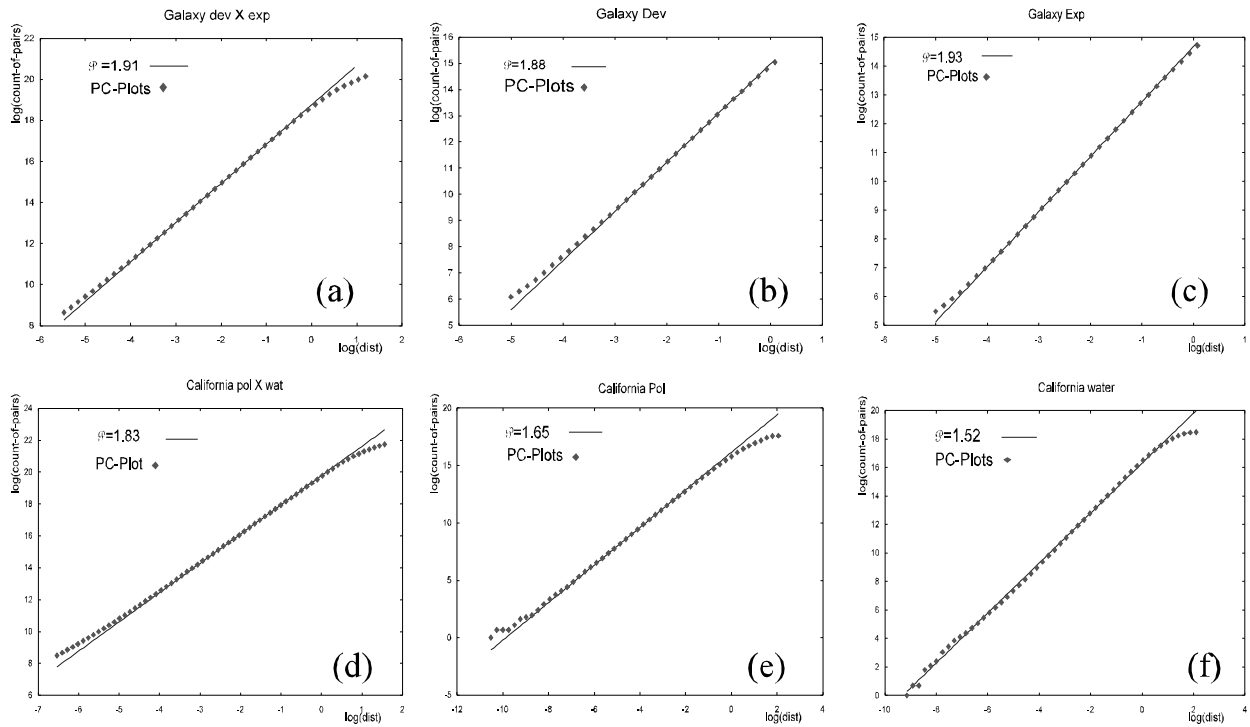 Galaxy dev X exp
log(count-of-pairs)
22
20
18
16
14
12
10
8
𝒫=1.91
PC-Plots
(a)
-6 -5 -4 -3 -2 -1 0 1 2
log(dist)
Galaxy Dev
log(count-of-pairs)
16
15
14
13
12
11
10
9
8
7
6
5
𝒫=1.88
PC-Plots
(b)
-6 -5 -4 -3 -2 -1 0 1
log(dist)
Galaxy Exp
log(count-of-pairs)
15
14
13
12
11
10
9
8
7
6
5
𝒫=1.93
PC-Plots
(c)
-6 -5 -4 -3 -2 -1 0 1
log(dist)
California pol X wat
log(count-of-pairs)
24
22
20
18
16
14
12
10
8
6
𝒫=1.83
PC-Plot
(d)
-7 -6 -5 -4 -3 -2 -1 0 1 2
log(dist)
California Pol
log(count-of-pairs)
20
15
10
5
0
-5
𝒫=1.65
PC-Plots
(e)
-12 -10 -8 -6 -4 -2 0 2 4
log(dist)
California water
log(count-of-pairs)
20
18
16
14
12
10
8
6
4
2
0
𝒫=1.52
PC-Plots
(f)
-10 -8 -6 -4 -2 0 2 4
log(dist)